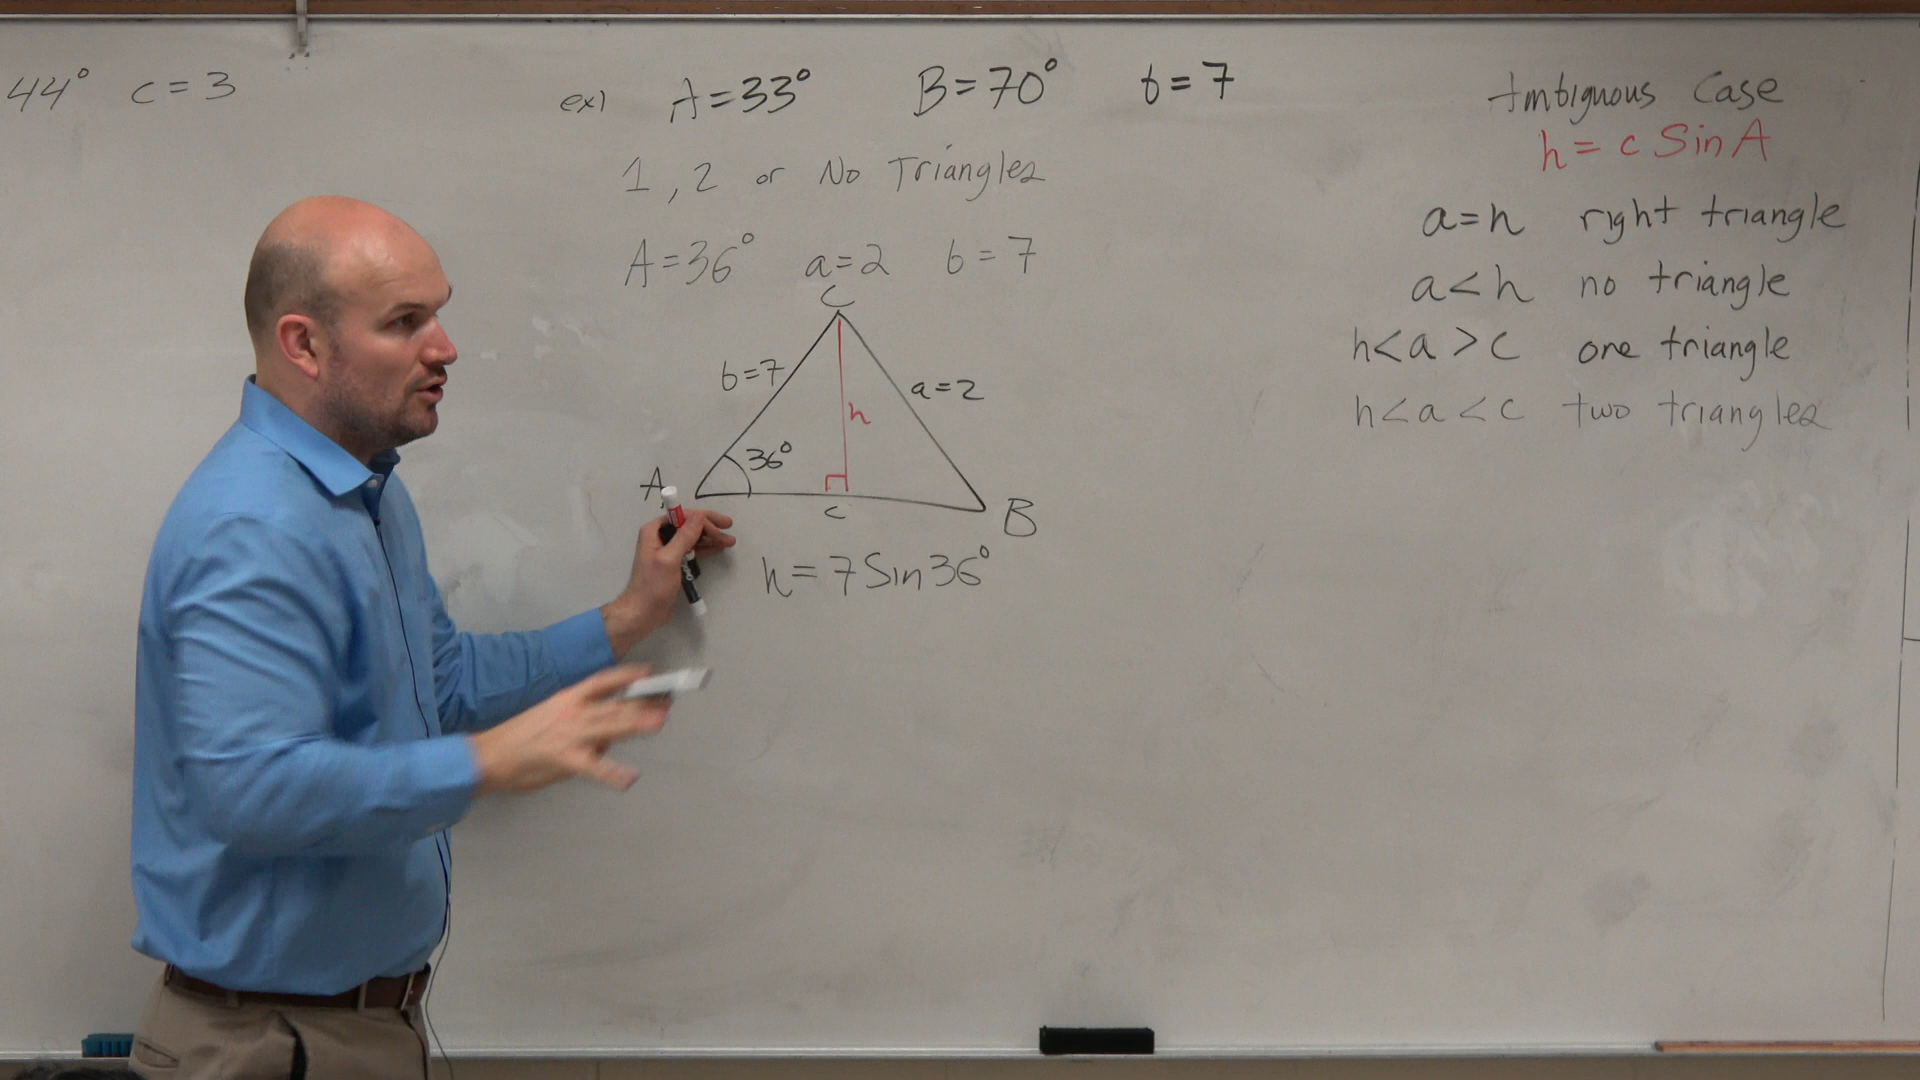 44° c = 3
ex) A = 33° B = 70° b = 7
1, 2 or No Triangles
A = 36° a = 2 b = 7
C
b = 7
a = 2
h
36°
A
c
B
h = 7 Sin 36°
Ambiguous Case
h = c Sin A
a = h right triangle
a < h no triangle
h < a > c one triangle
h < a < c two triangles